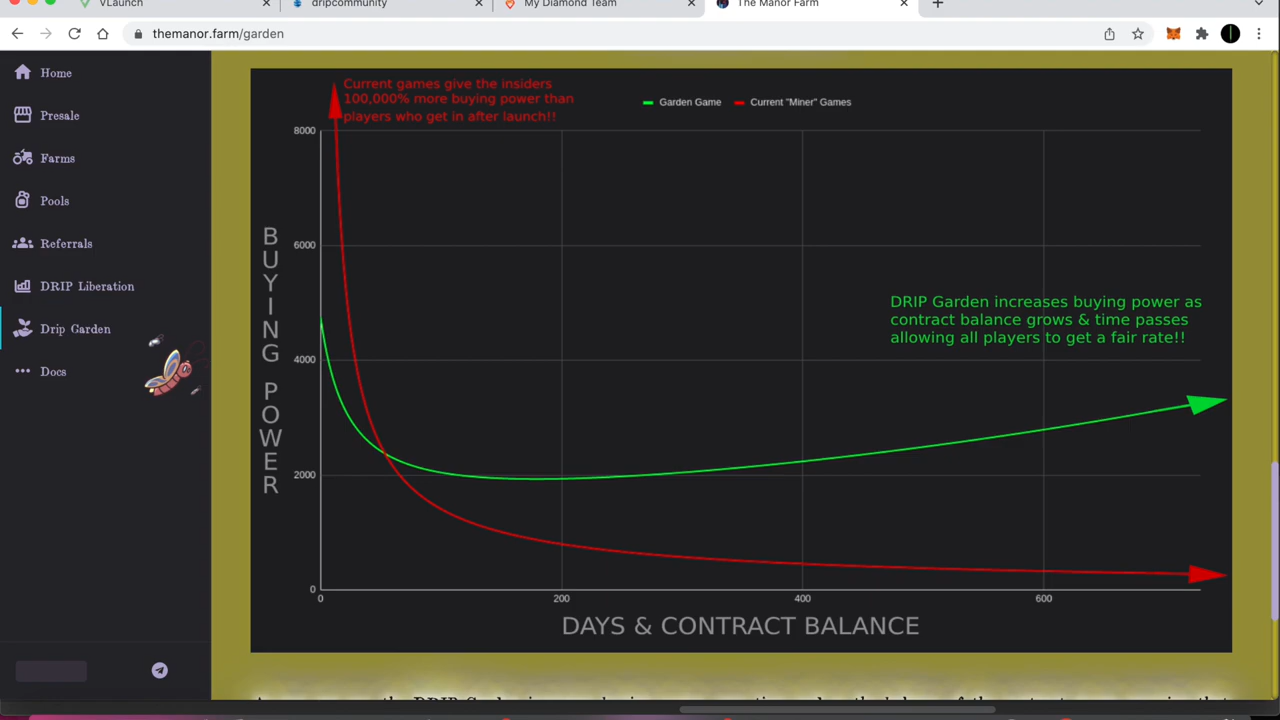 VLaunch
dripcommunity
My Diamond Team
The Manor Farm
themanor.farm/garden
Home
Presale
Farms
Pools
Referrals
DRIP Liberation
Drip Garden
Docs
Current games give the insiders
100,000% more buying power than
players who get in after launch!!
Garden Game
Current "Miner" Games
8000
6000
4000
2000
0
BUYING POWER
DRIP Garden increases buying power as
contract balance grows & time passes
allowing all players to get a fair rate!!
0
200
400
600
DAYS & CONTRACT BALANCE